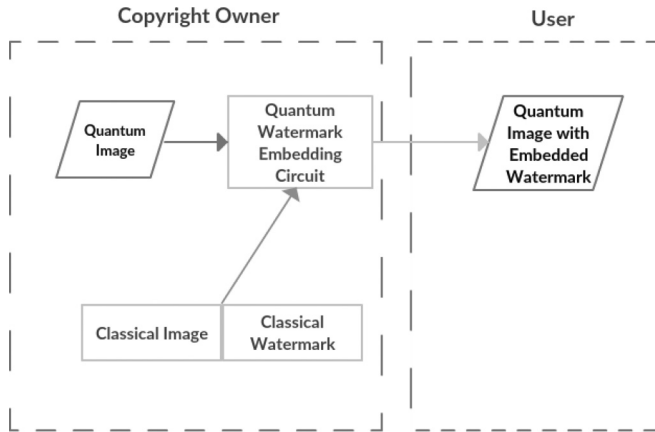 Copyright Owner
User
Quantum
Image
Quantum
Watermark
Embedding
Circuit
Quantum
Image with
Embedded
Watermark
Classical Image
Classical
Watermark